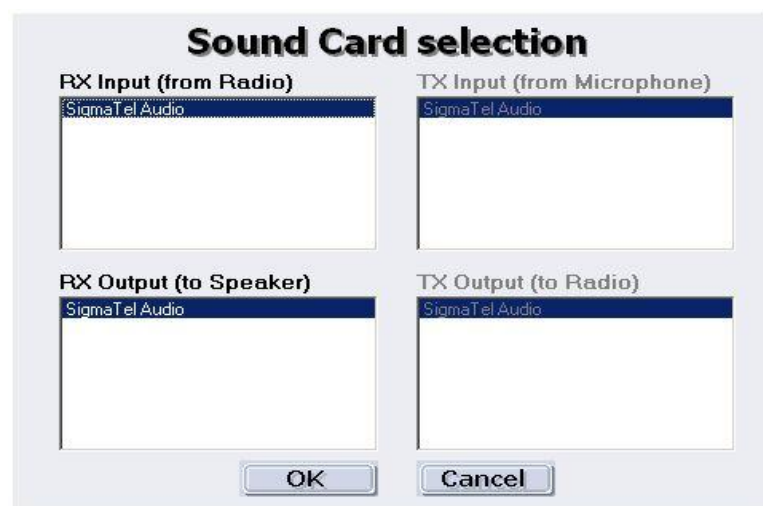 Sound Card selection
RX Input (from Radio)
TX Input (from Microphone)
SigmaTel Audio
SigmaTel Audio
RX Output (to Speaker)
TX Output (to Radio)
SigmaTel Audio
SigmaTel Audio
OK
Cancel